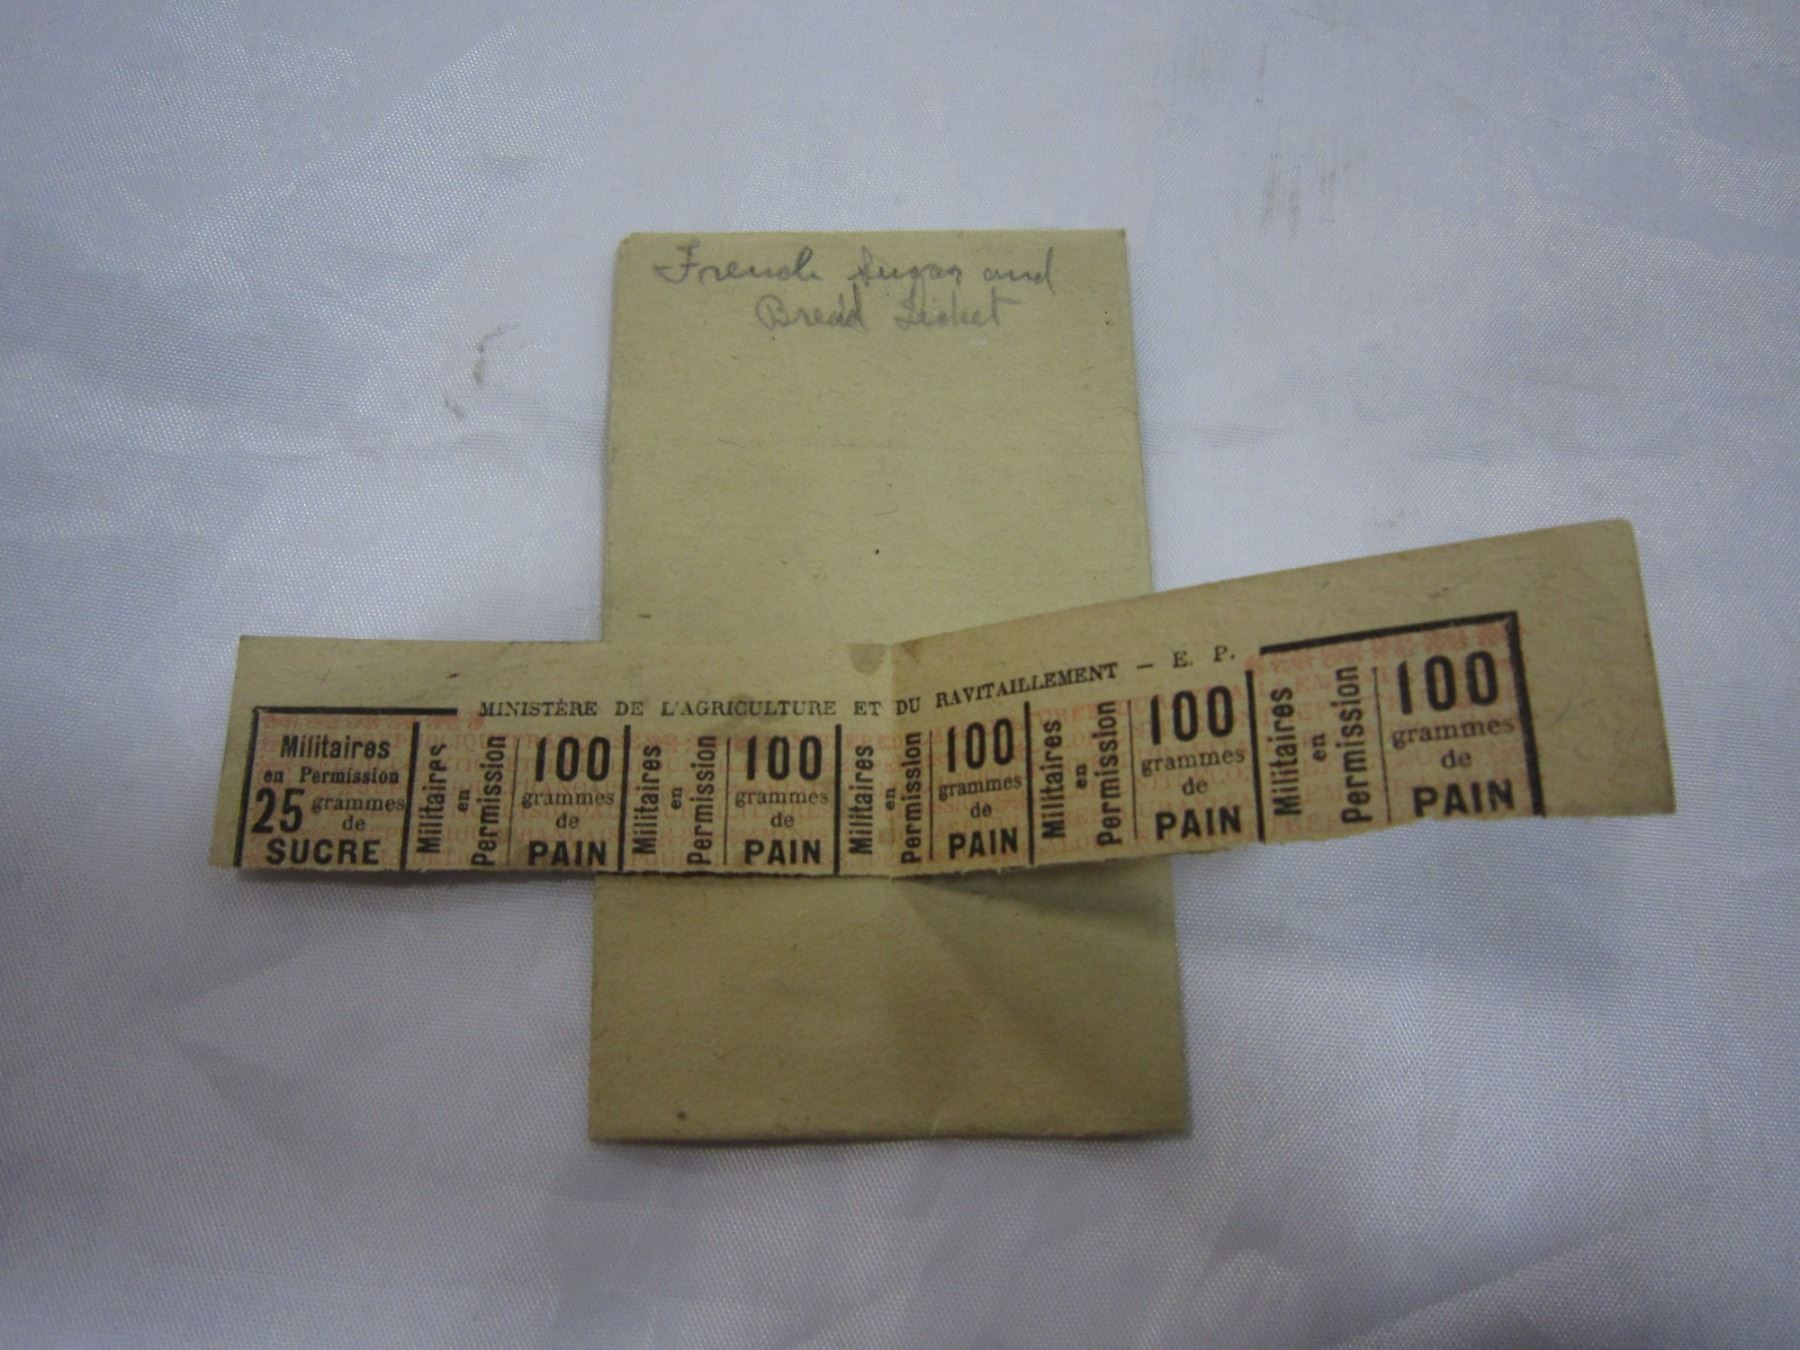 French Sugar and
Bread Ticket
MINISTÈRE DE L'AGRICULTURE ET DU RAVITAILLEMENT — E. P.
Militaires
en Permission
25 grammes
de
SUCRE
Militaires
en
Permission
100
grammes
de
PAIN
Militaires
en
Permission
100
grammes
de
PAIN
Militaires
en
Permission
100
grammes
de
PAIN
Militaires
en
Permission
100
grammes
de
PAIN
Militaires
en
Permission
100
grammes
de
PAIN